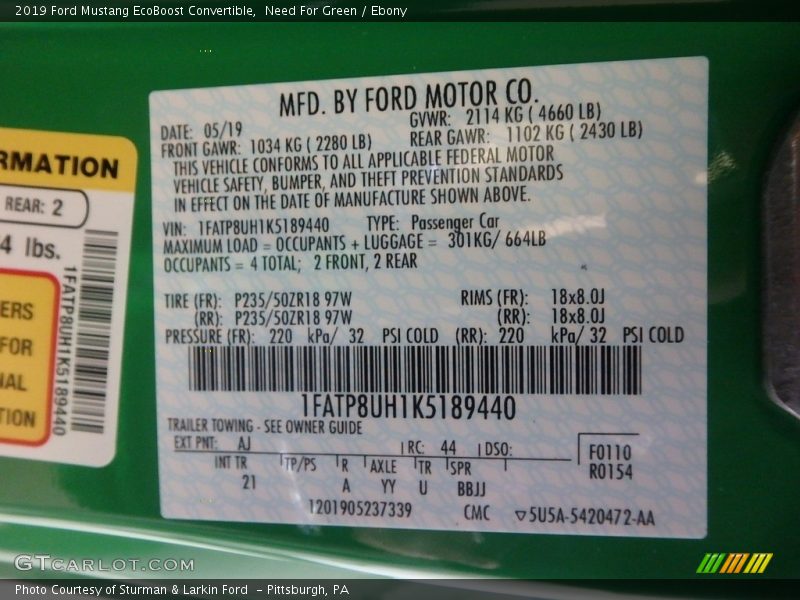 2019 Ford Mustang EcoBoost Convertible, Need For Green / Ebony
MFD. BY FORD MOTOR CO.
DATE: 05/19 GVWR: 2114 KG ( 4660 LB)
FRONT GAWR: 1034 KG ( 2280 LB) REAR GAWR: 1102 KG ( 2430 LB)
THIS VEHICLE CONFORMS TO ALL APPLICABLE FEDERAL MOTOR
VEHICLE SAFETY, BUMPER, AND THEFT PREVENTION STANDARDS
IN EFFECT ON THE DATE OF MANUFACTURE SHOWN ABOVE.
VIN: 1FATP8UH1K5189440 TYPE: Passenger Car
MAXIMUM LOAD = OCCUPANTS + LUGGAGE = 301KG/ 664LB
OCCUPANTS = 4 TOTAL; 2 FRONT, 2 REAR
TIRE (FR): P235/50ZR18 97W RIMS (FR): 18x8.0J
(RR): P235/50ZR18 97W (RR): 18x8.0J
PRESSURE (FR): 220 kPa/ 32 PSI COLD (RR): 220 kPa/ 32 PSI COLD
1FATP8UH1K5189440
TRAILER TOWING - SEE OWNER GUIDE
EXT PNT: AJ RC: 44 DSO: F0110
R0154
INT TR TP/PS R AXLE TR SPR
21 A YY U BBJJ
1201905237339 CMC ▽5U5A-5420472-AA
RMATION
REAR: 2
4 lbs.
ERS
FOR
NAL
TION
1FATP8UH1K5189440
GTCARLOT.COM
Photo Courtesy of Sturman & Larkin Ford - Pittsburgh, PA